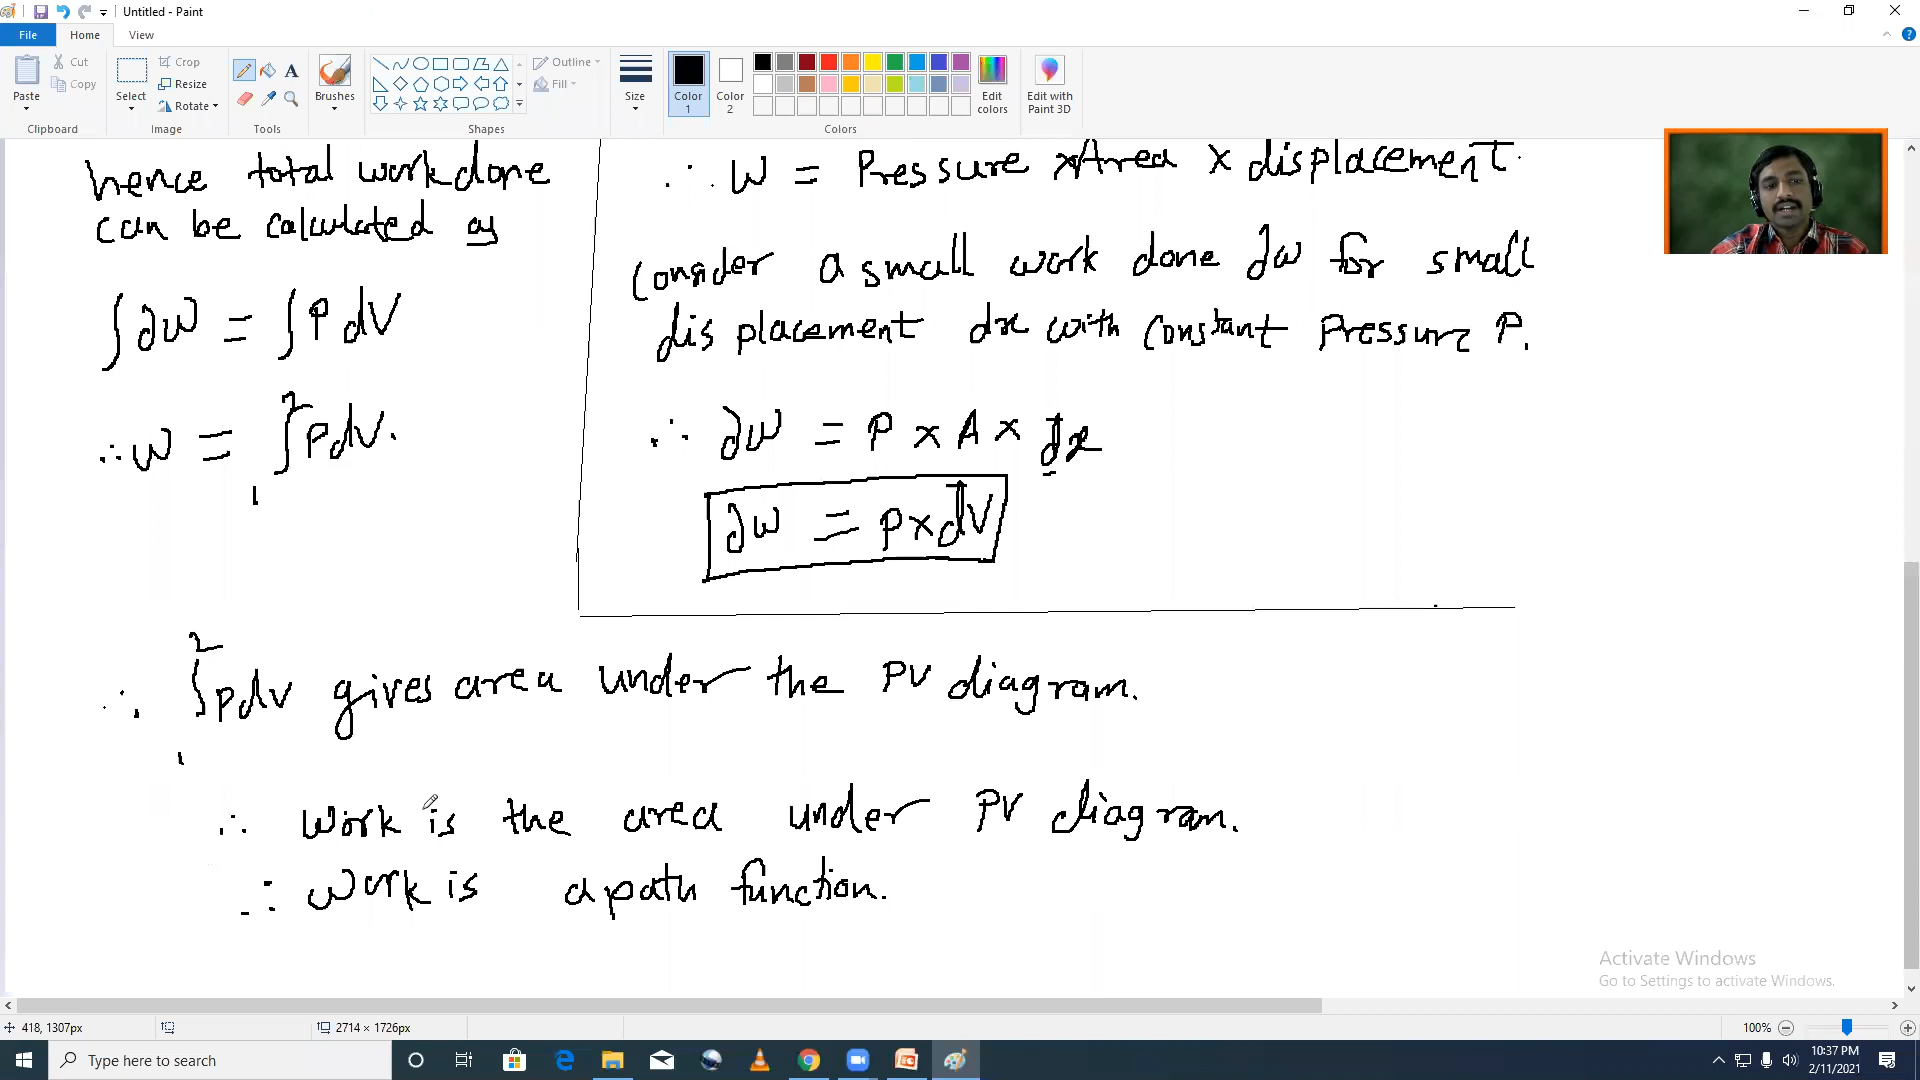 Untitled - Paint
File
Home
View
Paste
Cut
Copy
Clipboard
Select
Crop
Resize
Rotate
Image
A
Tools
Brushes
Outline
Fill
Shapes
Size
Color
1
Color
2
Edit
colors
Colors
Edit with
Paint 3D
hence total workdone
can be calculated as
∫∂W = ∫PdV
∴ W = ∫₁² PdV.
∴ W = Pressure x Area x displacement
Consider a small work done ∂W for small
displacement dx with constant Pressure P.
∴ ∂W = P x A x dx
∂W = P x dV
∴ ∫₁² PdV gives area under the PV diagram.
∴ work is the area under PV diagram.
∴ work is a path function.
Activate Windows
Go to Settings to activate Windows.
418, 1307px
2714 × 1726px
100%
Type here to search
10:37 PM
2/11/2021